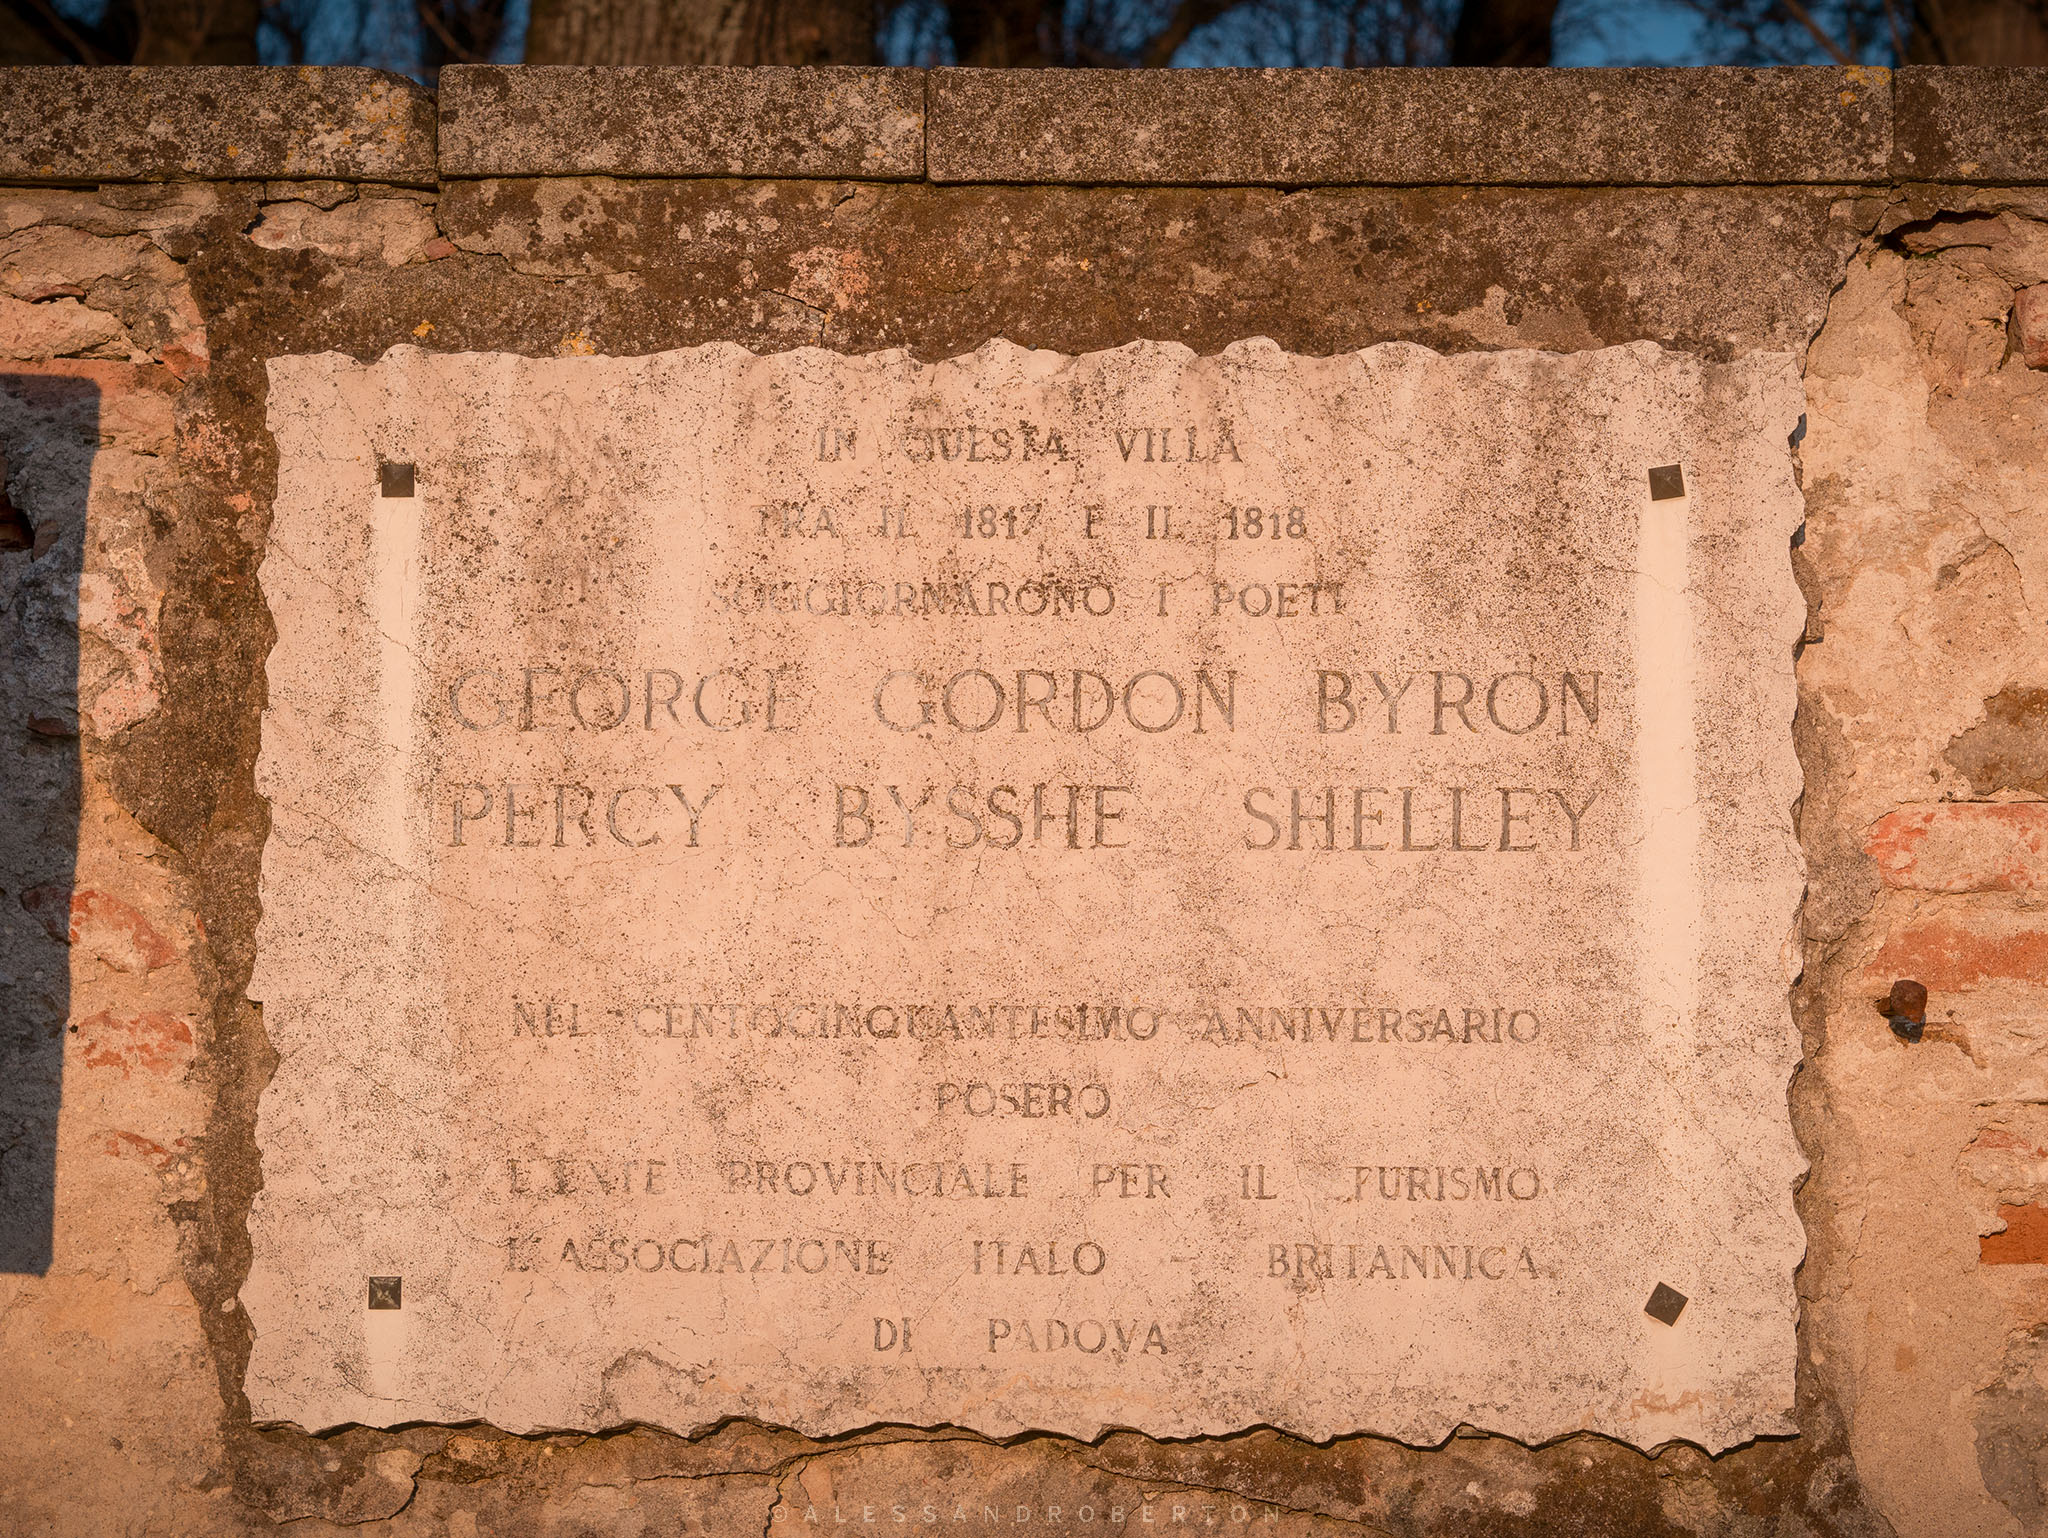 IN QUESTA VILLA
TRA IL 1817 E IL 1818
SOGGIORNARONO I POETI
GEORGE GORDON BYRON
PERCY BYSSHE SHELLEY
NEL CENTOCINQUANTESIMO ANNIVERSARIO
POSERO
L'ENTE PROVINCIALE PER IL TURISMO
L'ASSOCIAZIONE ITALO - BRITANNICA
DI PADOVA
©ALESSANDROBERTON